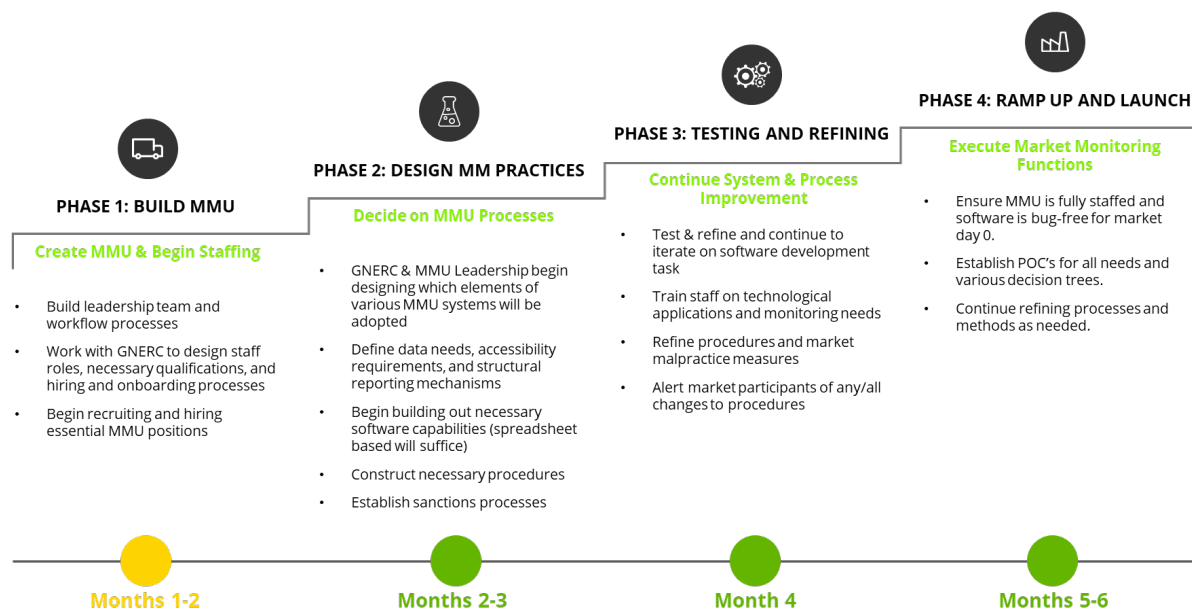 PHASE 1: BUILD MMU
Create MMU & Begin Staffing
• Build leadership team and
workflow processes
• Work with GNERC to design staff
roles, necessary qualifications, and
hiring and onboarding processes
• Begin recruiting and hiring
essential MMU positions
Months 1-2
PHASE 2: DESIGN MM PRACTICES
Decide on MMU Processes
• GNERC & MMU Leadership begin
designing which elements of
various MMU systems will be
adopted
• Define data needs, accessibility
requirements, and structural
reporting mechanisms
• Begin building out necessary
software capabilities (spreadsheet
based will suffice)
• Construct necessary procedures
• Establish sanctions processes
Months 2-3
PHASE 3: TESTING AND REFINING
Continue System & Process
Improvement
• Test & refine and continue to
iterate on software development
task
• Train staff on technological
applications and monitoring needs
• Refine procedures and market
malpractice measures
• Alert market participants of any/all
changes to procedures
Month 4
PHASE 4: RAMP UP AND LAUNCH
Execute Market Monitoring
Functions
• Ensure MMU is fully staffed and
software is bug-free for market
day 0.
• Establish POC's for all needs and
various decision trees.
• Continue refining processes and
methods as needed.
Months 5-6